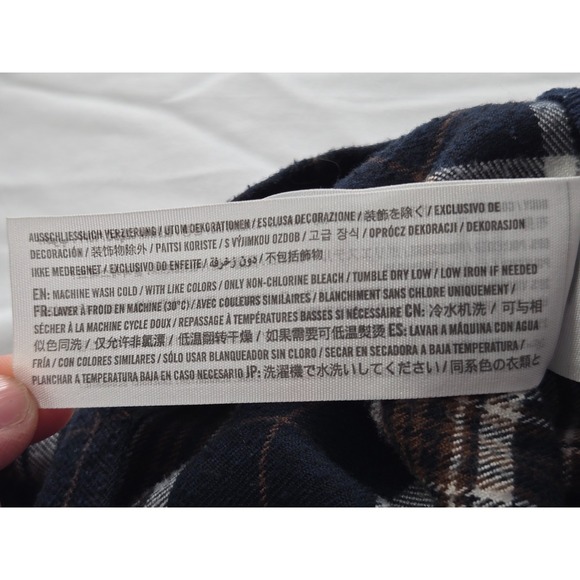 AUSSCHLIESSLICH VERZIERUNG / UTOM DEKORATIONEN / ESCLUSA DECORAZIONE / 装飾を除く / EXCLUSIVO DE
DECORACIÓN / 装饰物除外 / PAITSI KORISTE / S VÝJIMKOU OZDOB / 고급 장식 / OPRÓCZ DEKORACJI / DEKORASJON
IKKE MEDREGNET / EXCLUSIVO DO ENFEITE / دون زخرفة / 不包括飾物
EN: MACHINE WASH COLD / WITH LIKE COLORS / ONLY NON-CHLORINE BLEACH / TUMBLE DRY LOW / LOW IRON IF NEEDED
FR: LAVER À FROID EN MACHINE (30°C) / AVEC COULEURS SIMILAIRES / BLANCHIMENT SANS CHLORE UNIQUEMENT /
SÉCHER À LA MACHINE CYCLE DOUX / REPASSAGE À TEMPÉRATURES BASSES SI NÉCESSAIRE CN: 冷水机洗 / 可与相
似色同洗 / 仅允许非氯漂 / 低温翻转干燥 / 如果需要可低温熨烫 ES: LAVAR A MÁQUINA CON AGUA
FRÍA / CON COLORES SIMILARES / SÓLO USAR BLANQUEADOR SIN CLORO / SECAR EN SECADORA A BAJA TEMPERATURA /
PLANCHAR A TEMPERATURA BAJA EN CASO NECESARIO JP: 洗濯機で水洗いしてください / 同系色の衣類と